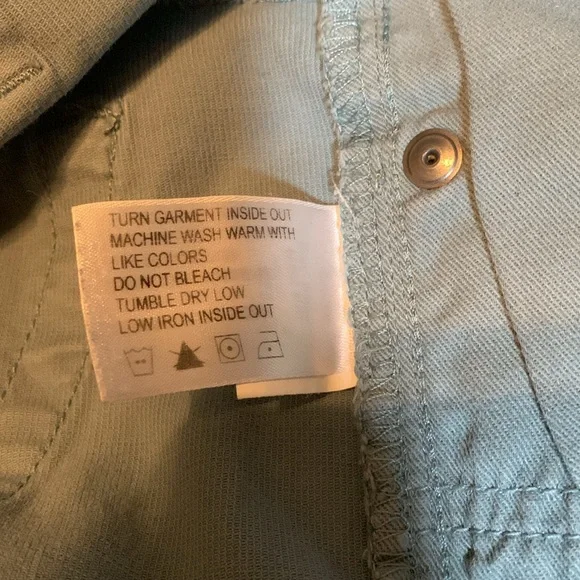 TURN GARMENT INSIDE OUT
MACHINE WASH WARM WITH
LIKE COLORS
DO NOT BLEACH
TUMBLE DRY LOW
LOW IRON INSIDE OUT